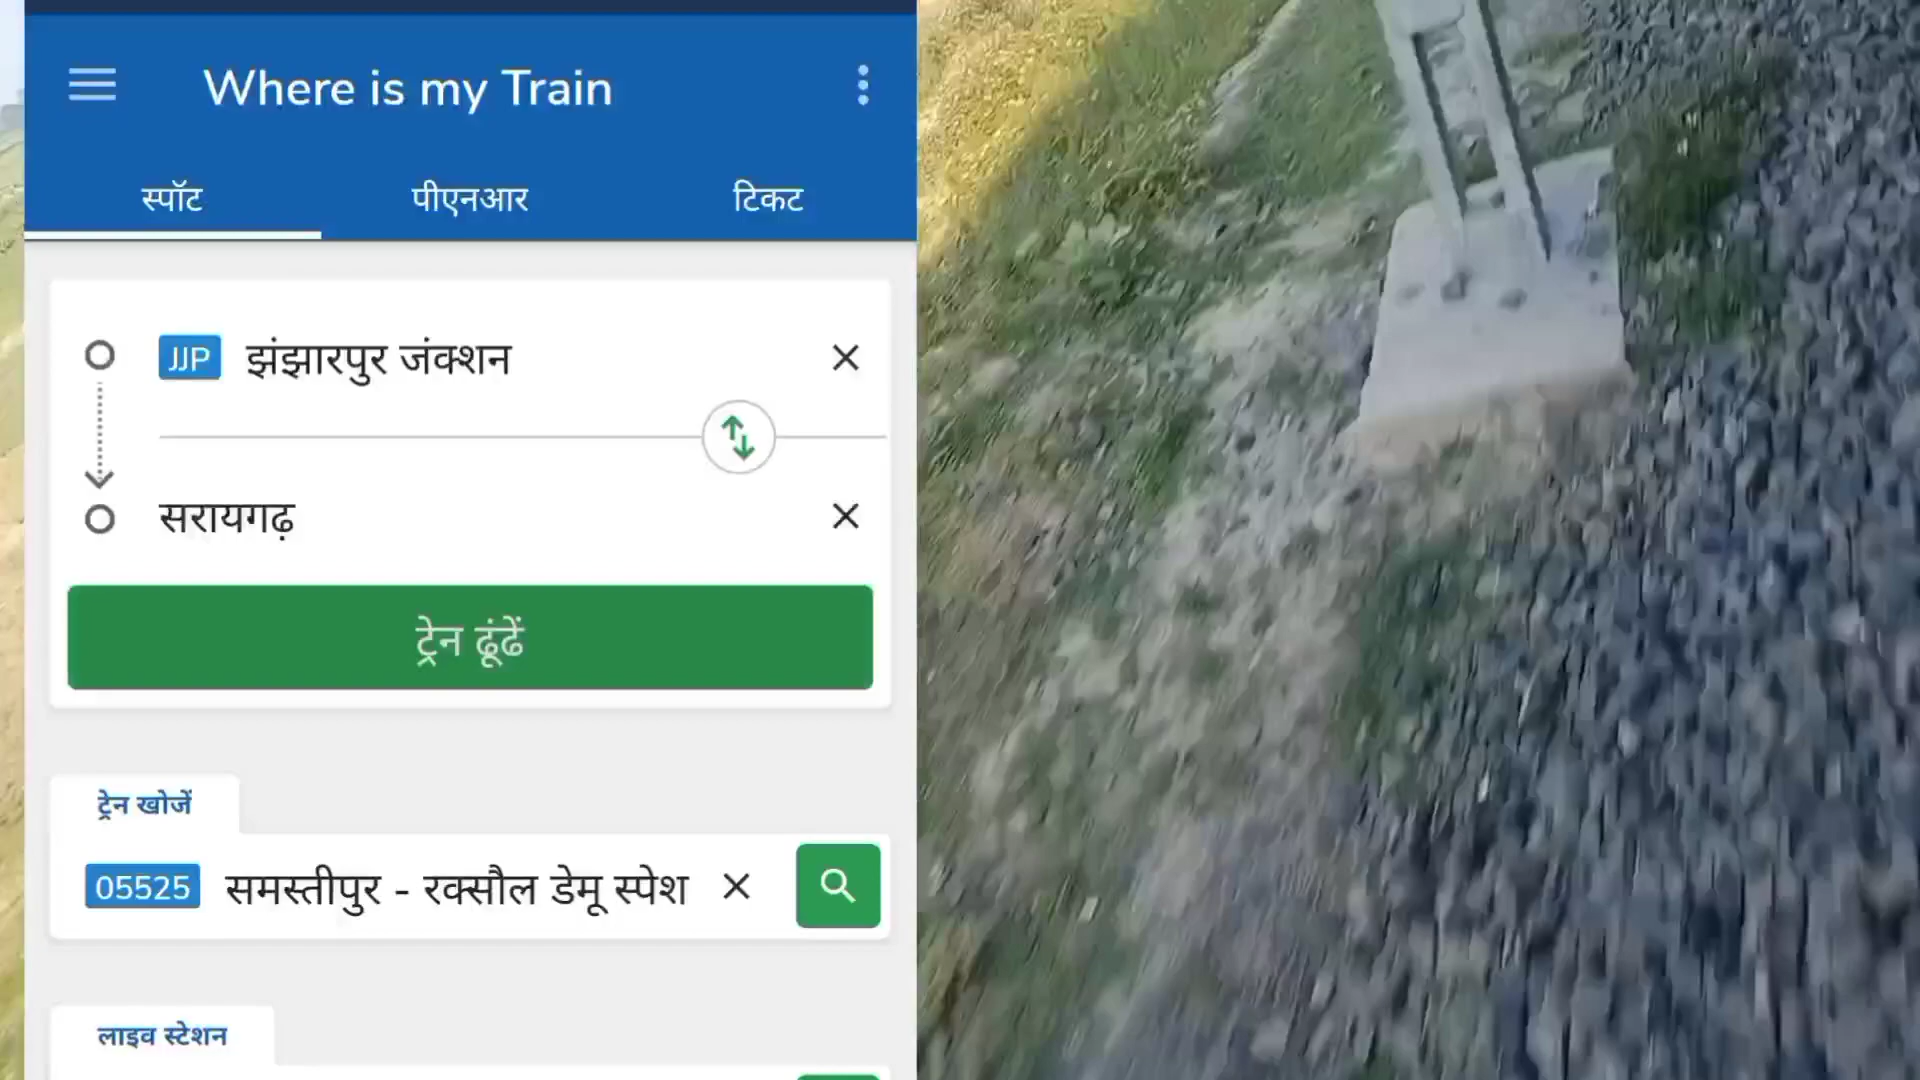 Where is my Train
स्पॉट
पीएनआर
टिकट
JJP झंझारपुर जंक्शन
सरायगढ़
ट्रेन ढूंढें
ट्रेन खोजें
05525 समस्तीपुर - रक्सौल डेमू स्पेश
लाइव स्टेशन